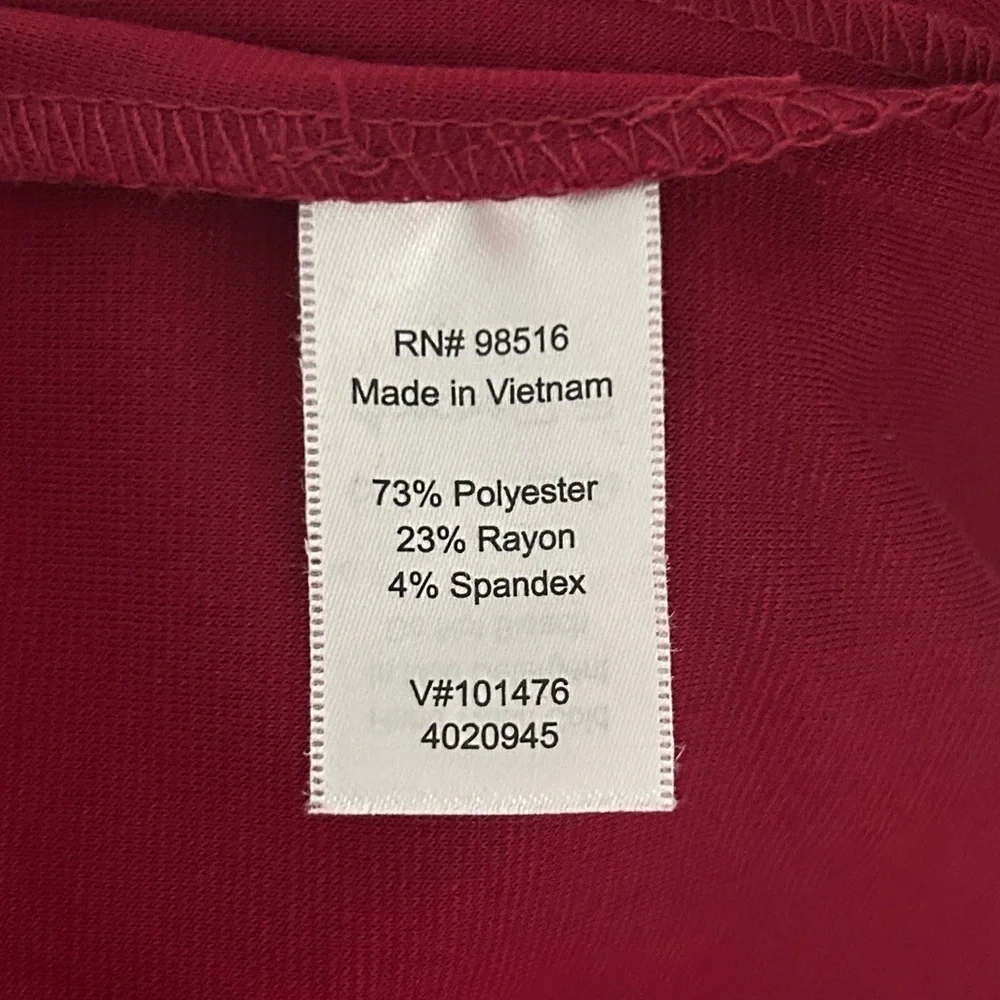 RN# 98516
Made in Vietnam
73% Polyester
23% Rayon
4% Spandex
V#101476
4020945